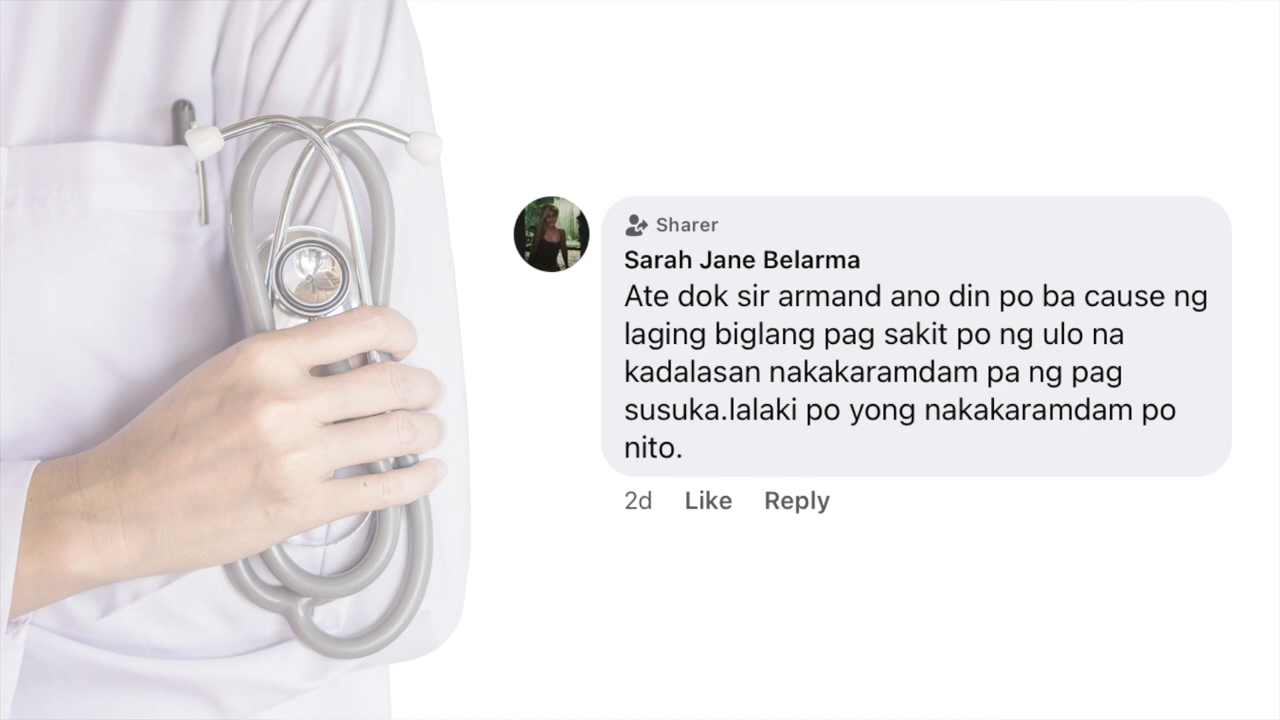 Sharer
Sarah Jane Belarma
Ate dok sir armand ano din po ba cause ng
laging biglang pag sakit po ng ulo na
kadalasan nakakaramdam pa ng pag
susuka.lalaki po yong nakakaramdam po
nito.
2d Like Reply